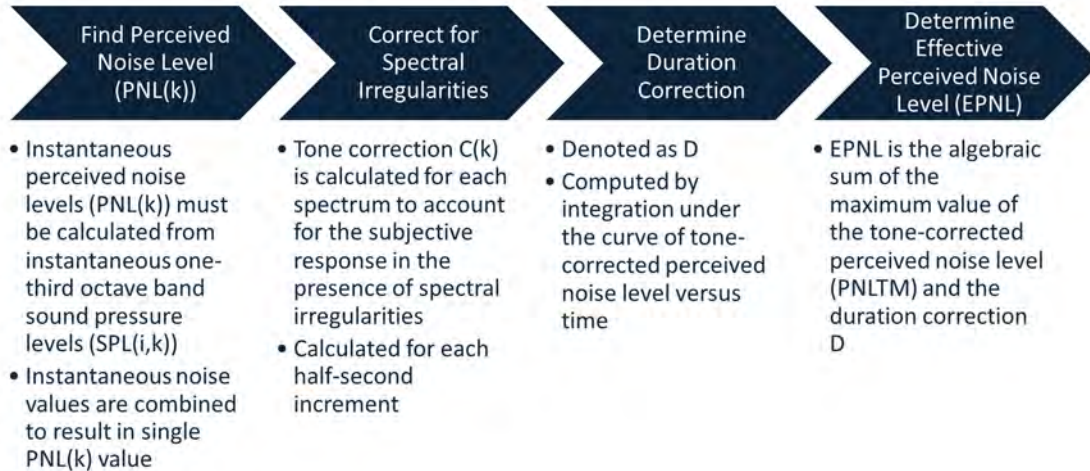 Find Perceived
Noise Level
(PNL(k))
• Instantaneous
perceived noise
levels (PNL(k)) must
be calculated from
instantaneous one-
third octave band
sound pressure
levels (SPL(i,k))
• Instantaneous noise
values are combined
to result in single
PNL(k) value
Correct for
Spectral
Irregularities
• Tone correction C(k)
is calculated for each
spectrum to account
for the subjective
response in the
presence of spectral
irregularities
• Calculated for each
half-second
increment
Determine
Duration
Correction
• Denoted as D
• Computed by
integration under
the curve of tone-
corrected perceived
noise level versus
time
Determine
Effective
Perceived Noise
Level (EPNL)
• EPNL is the algebraic
sum of the
maximum value of
the tone-corrected
perceived noise level
(PNLTM) and the
duration correction
D